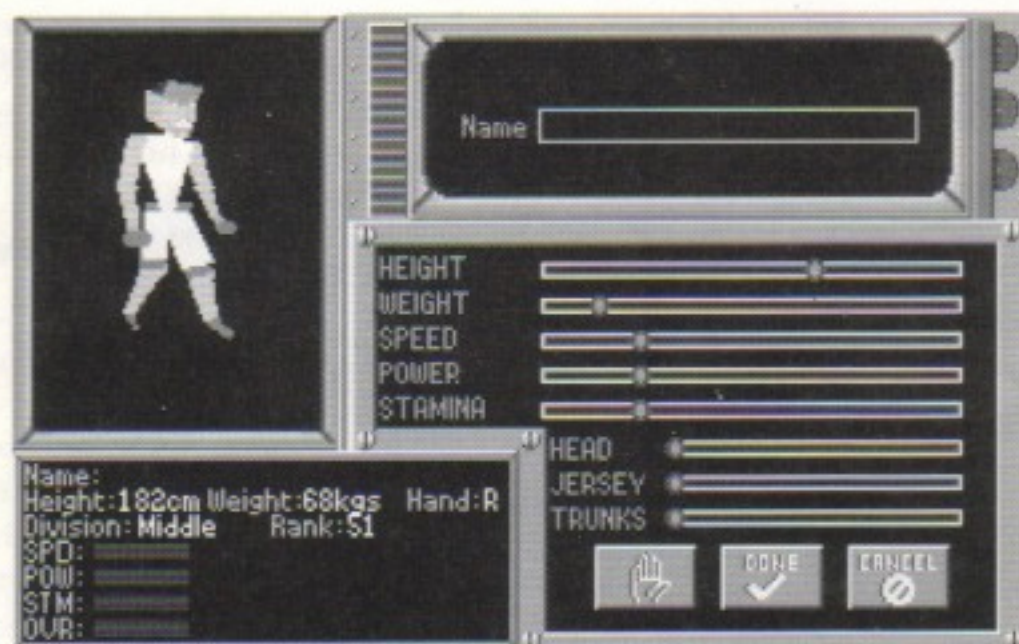 Name
HEIGHT
WEIGHT
SPEED
POWER
STAMINA
HEAD
JERSEY
TRUNKS
DONE
CANCEL
Name:
Height:182cm Weight:68kgs Hand:R
Division:Middle Rank:51
SPD:
POW:
STM:
OVR: